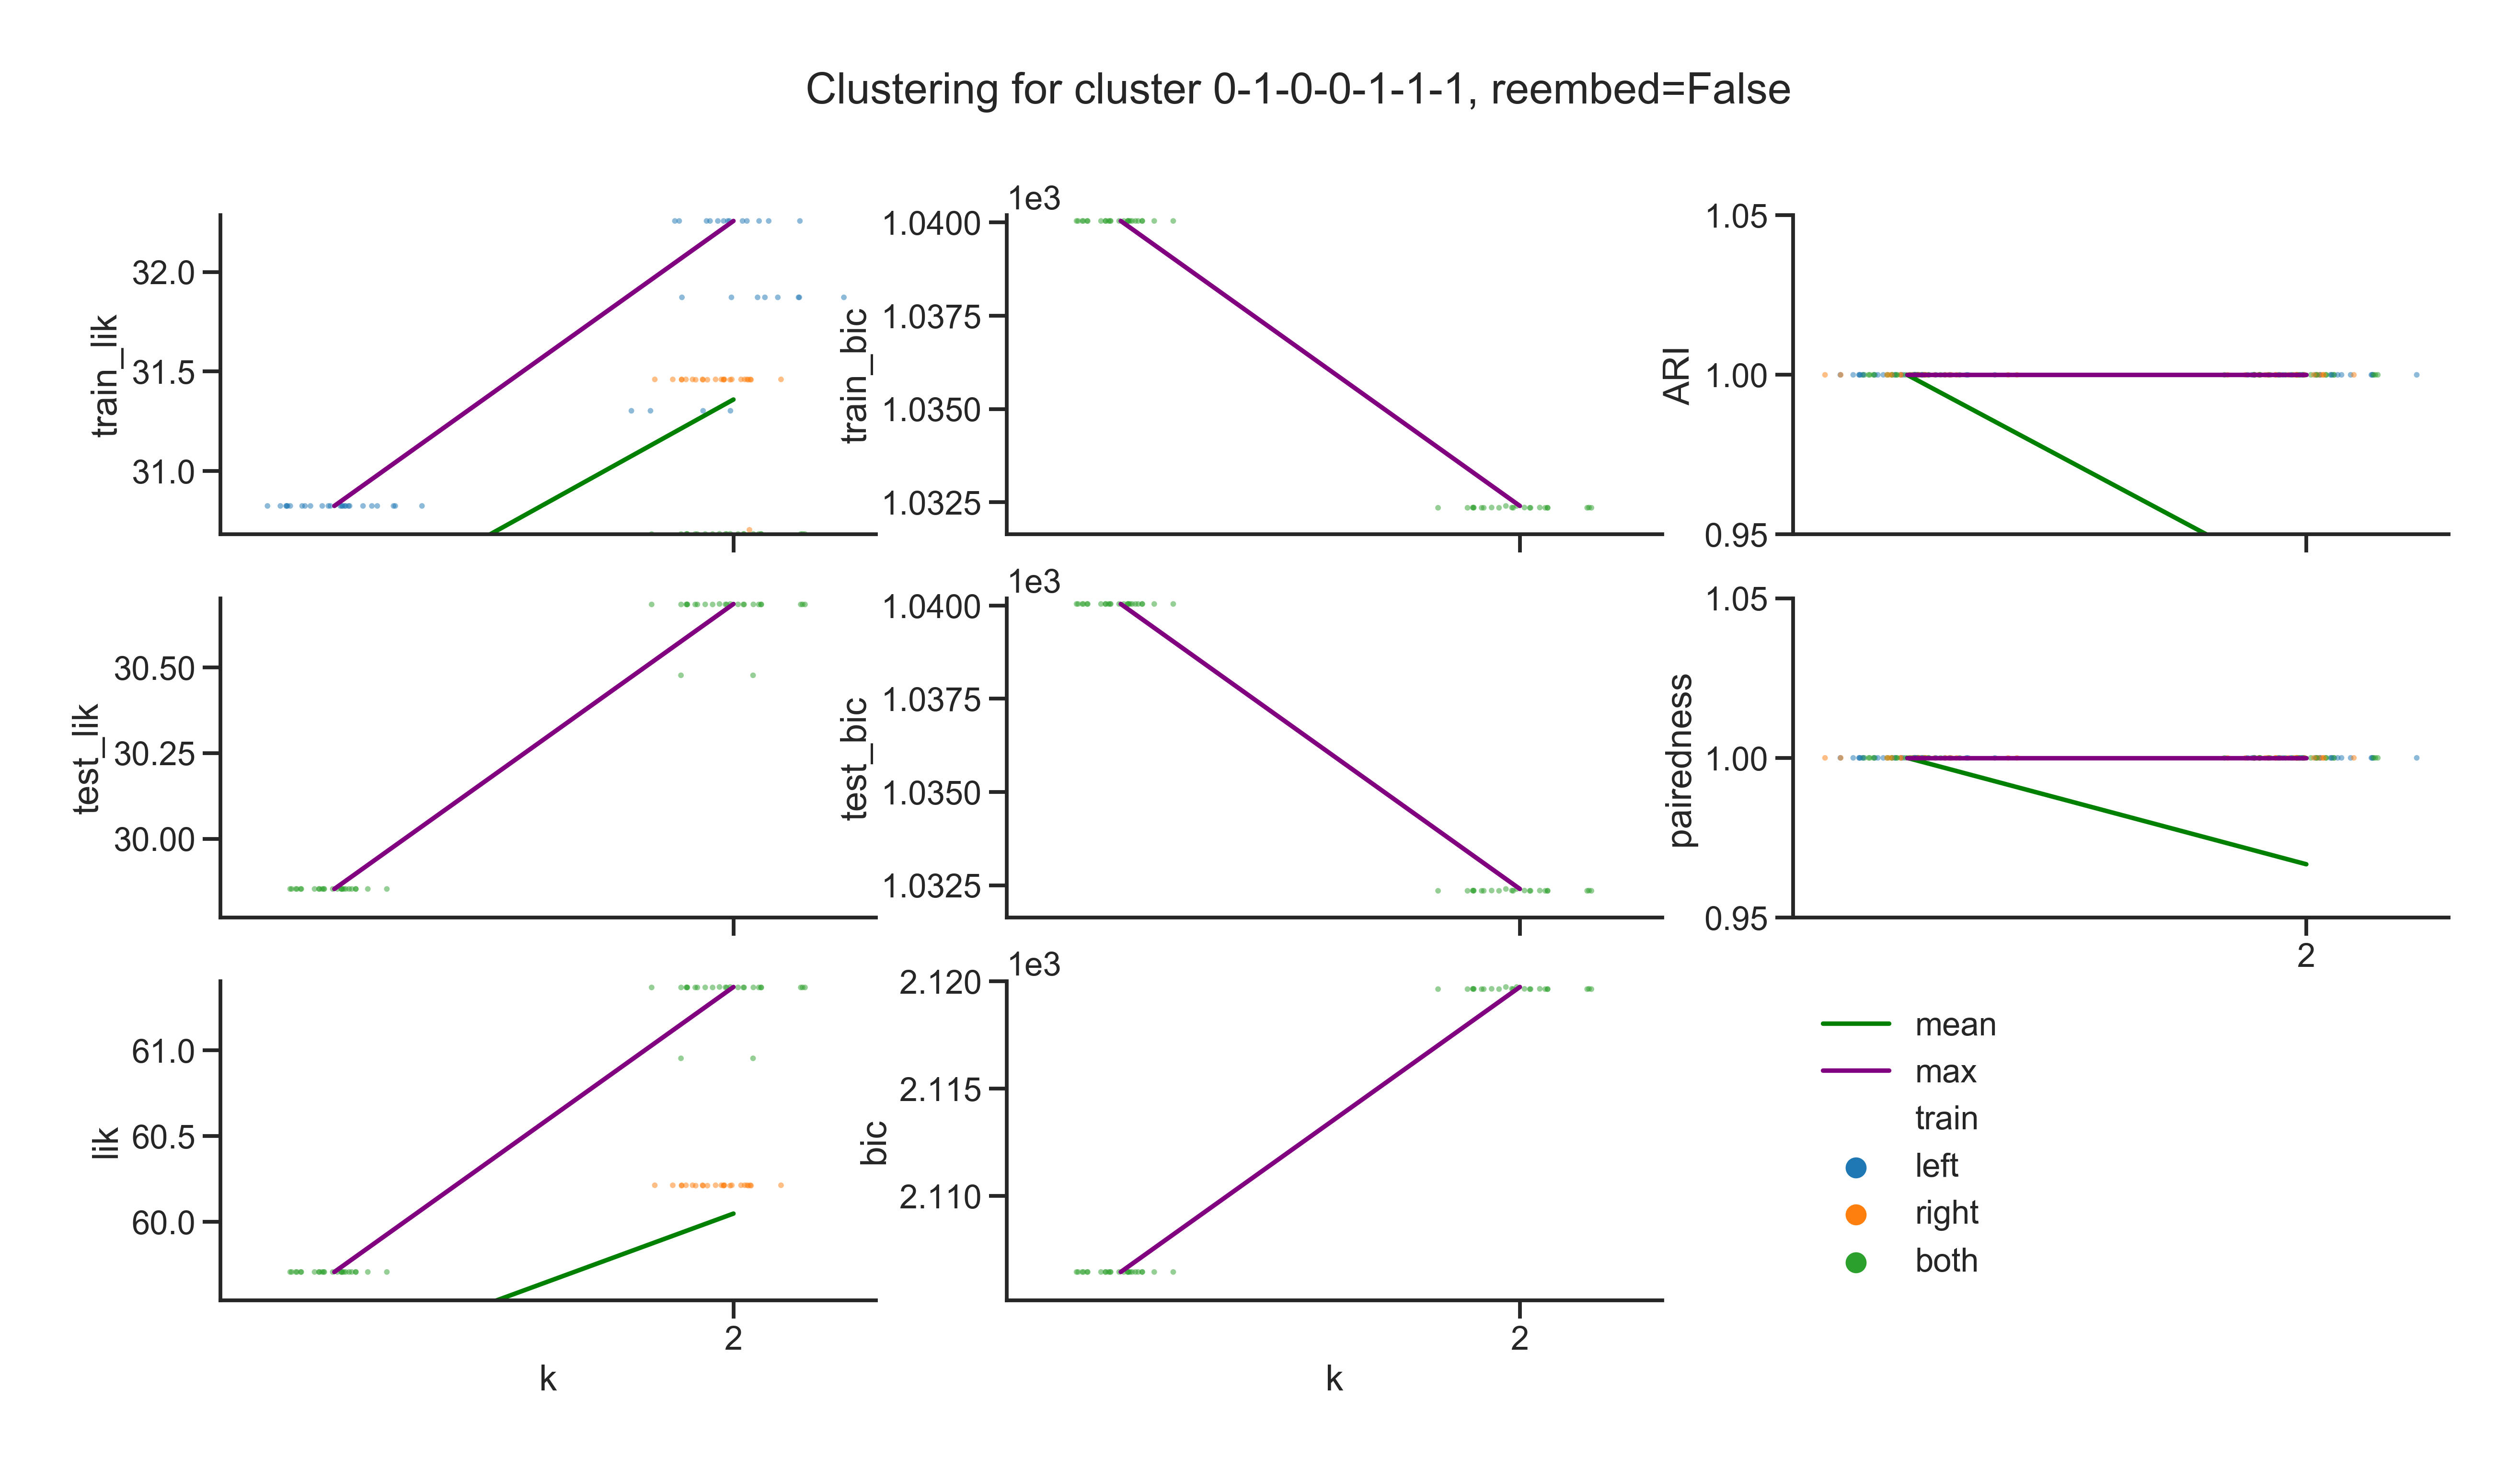 Clustering for cluster 0-1-0-0-1-1-1, reembed=False
train_lik
32.0
31.5
31.0
1e3
train_bic
1.0400
1.0375
1.0350
1.0325
ARI
1.05
1.00
0.95
test_lik
30.50
30.25
30.00
1e3
test_bic
1.0400
1.0375
1.0350
1.0325
pairedness
1.05
1.00
0.95
2
lik
61.0
60.5
60.0
2
k
1e3
bic
2.120
2.115
2.110
2
k
mean
max
train
left
right
both